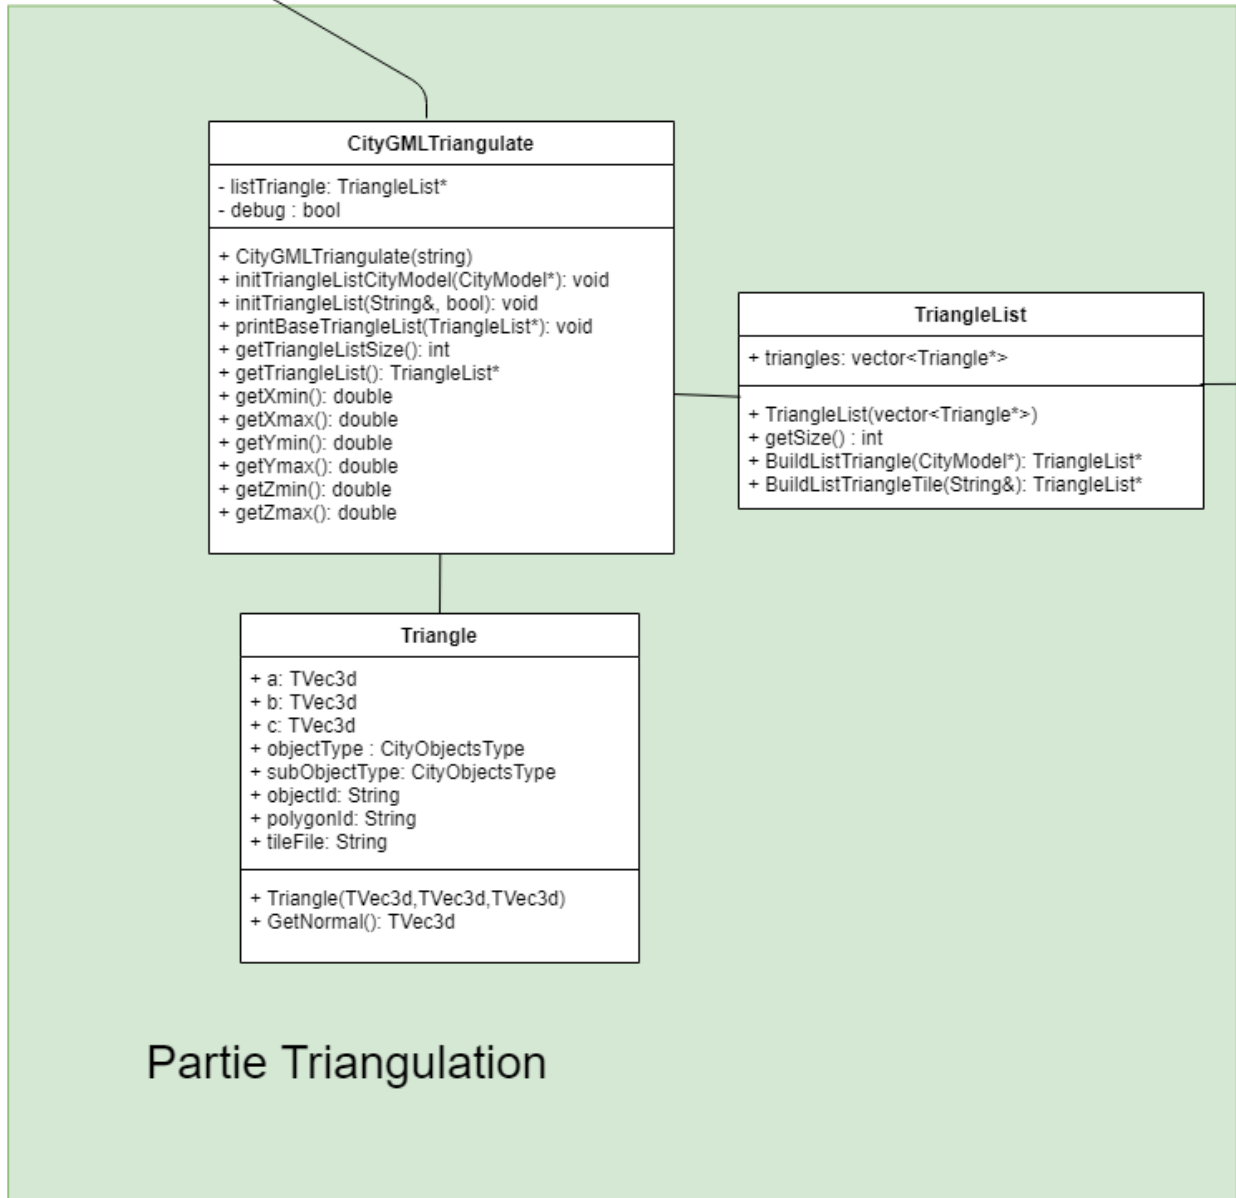 CityGMLTriangulate
- listTriangle: TriangleList*
- debug : bool
+ CityGMLTriangulate(string)
+ initTriangleListCityModel(CityModel*): void
+ initTriangleList(String&, bool): void
+ printBaseTriangleList(TriangleList*): void
+ getTriangleListSize(): int
+ getTriangleList(): TriangleList*
+ getXmin(): double
+ getXmax(): double
+ getYmin(): double
+ getYmax(): double
+ getZmin(): double
+ getZmax(): double
TriangleList
+ triangles: vector<Triangle*>
+ TriangleList(vector<Triangle*>)
+ getSize() : int
+ BuildListTriangle(CityModel*): TriangleList*
+ BuildListTriangleTile(String&): TriangleList*
Triangle
+ a: TVec3d
+ b: TVec3d
+ c: TVec3d
+ objectType : CityObjectsType
+ subObjectType: CityObjectsType
+ objectId: String
+ polygonId: String
+ tileFile: String
+ Triangle(TVec3d,TVec3d,TVec3d)
+ GetNormal(): TVec3d
Partie Triangulation